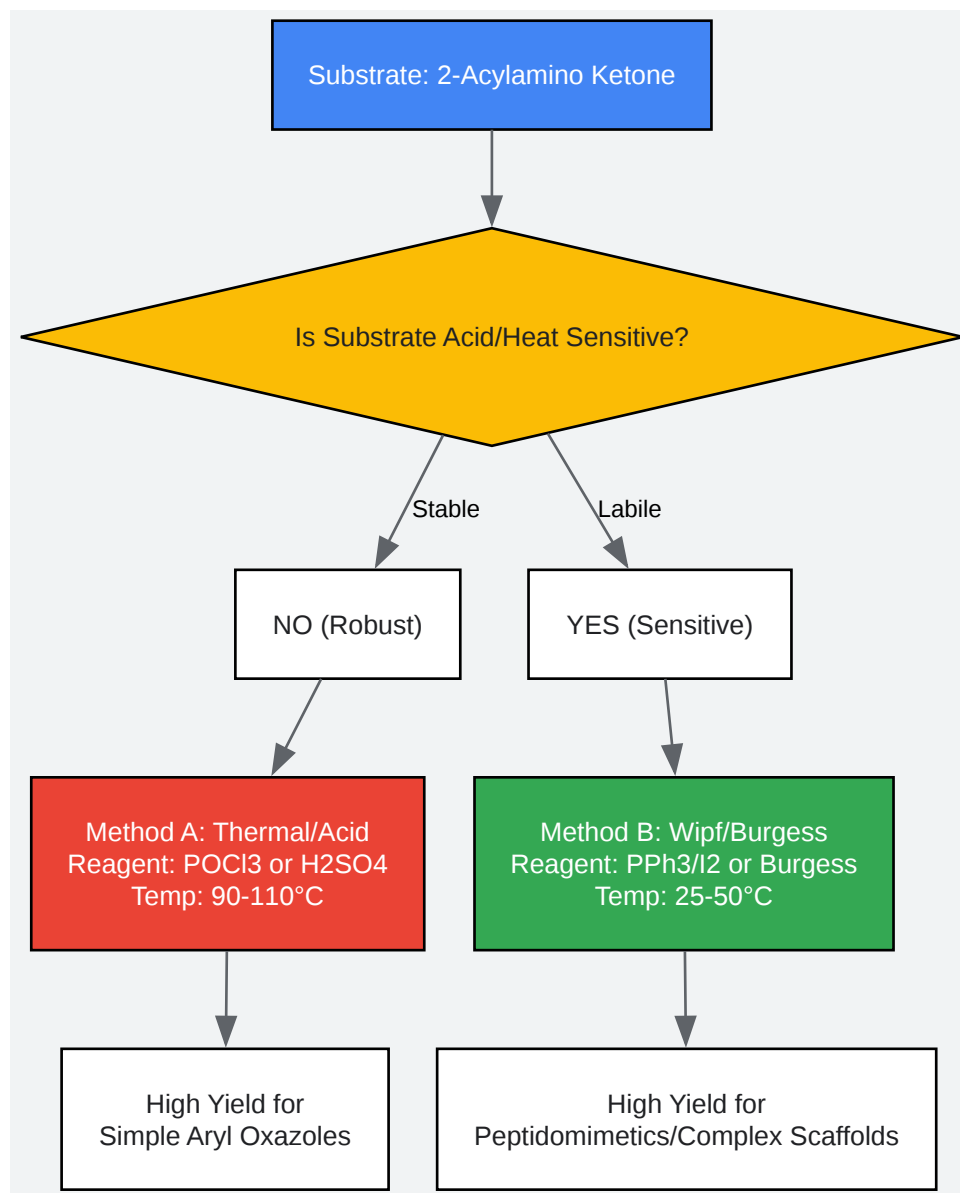 Substrate: 2-Acylamino Ketone
Is Substrate Acid/Heat Sensitive?
Stable
Labile
NO (Robust)
YES (Sensitive)
Method A: Thermal/Acid
Reagent: POCl3 or H2SO4
Temp: 90-110°C
Method B: Wipf/Burgess
Reagent: PPh3/I2 or Burgess
Temp: 25-50°C
High Yield for
Simple Aryl Oxazoles
High Yield for
Peptidomimetics/Complex Scaffolds